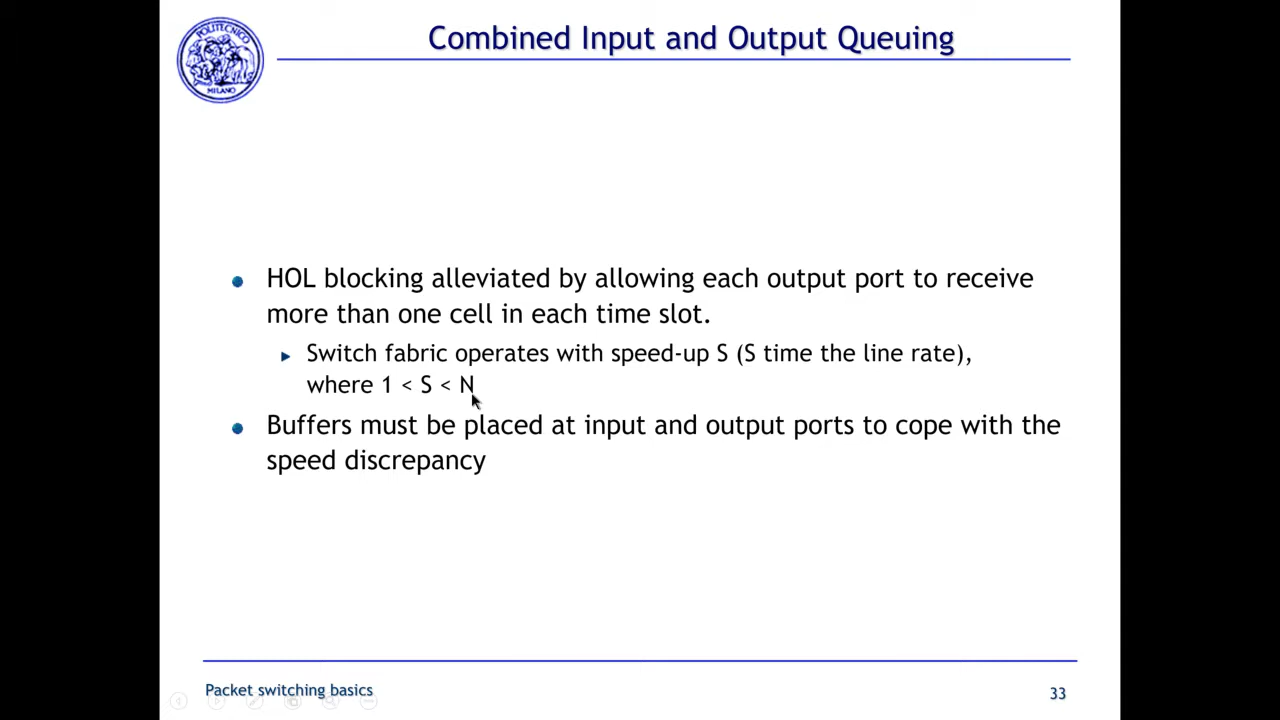 POLITECNICO
MILANO
Combined Input and Output Queuing
HOL blocking alleviated by allowing each output port to receive
more than one cell in each time slot.
Switch fabric operates with speed-up S (S time the line rate),
where 1 < S < N
Buffers must be placed at input and output ports to cope with the
speed discrepancy
Packet switching basics
33